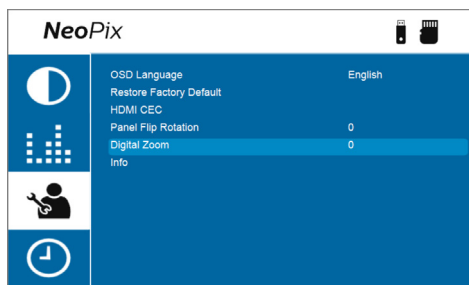 NeoPix
OSD Language English
Restore Factory Default
HDMI CEC
Panel Flip Rotation 0
Digital Zoom 0
Info